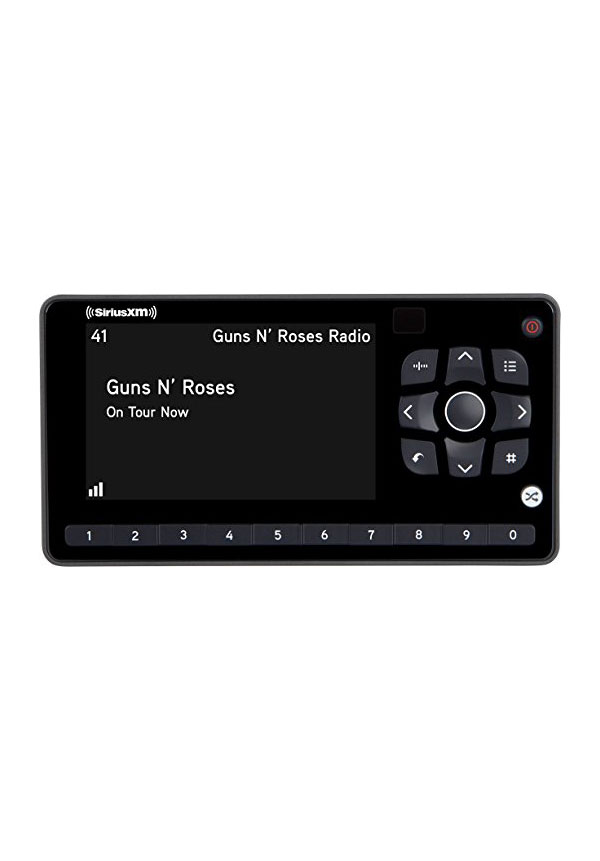 ((SiriusXM))
41 Guns N' Roses Radio
Guns N' Roses
On Tour Now
#
1 2 3 4 5 6 7 8 9 0